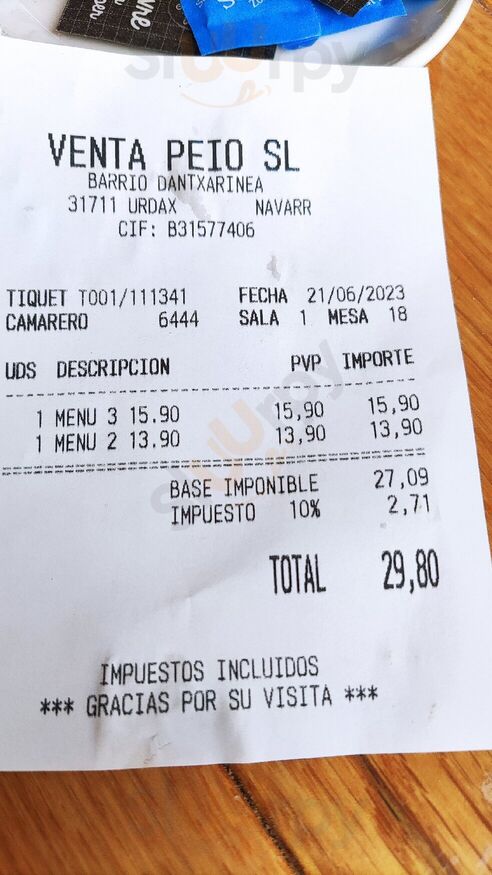 Sluurpy
VENTA PEIO SL
BARRIO DANTXARINEA
31711 URDAX NAVARR
CIF: B31577406
TIQUET T001/111341 FECHA 21/06/2023
CAMARERO 6444 SALA 1 MESA 18
UDS DESCRIPCION PVP IMPORTE
1 MENU 3 15.90 15,90 15,90
1 MENU 2 13.90 13,90 13,90
BASE IMPONIBLE 27,09
IMPUESTO 10% 2,71
TOTAL 29,80
IMPUESTOS INCLUIDOS
*** GRACIAS POR SU VISITA ***